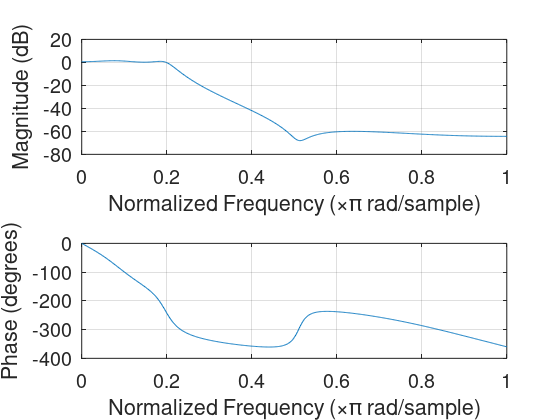 20
0
-20
-40
-60
-80
Magnitude (dB)
0 0.2 0.4 0.6 0.8 1
Normalized Frequency (×π rad/sample)
0
-100
-200
-300
-400
Phase (degrees)
0 0.2 0.4 0.6 0.8 1
Normalized Frequency (×π rad/sample)